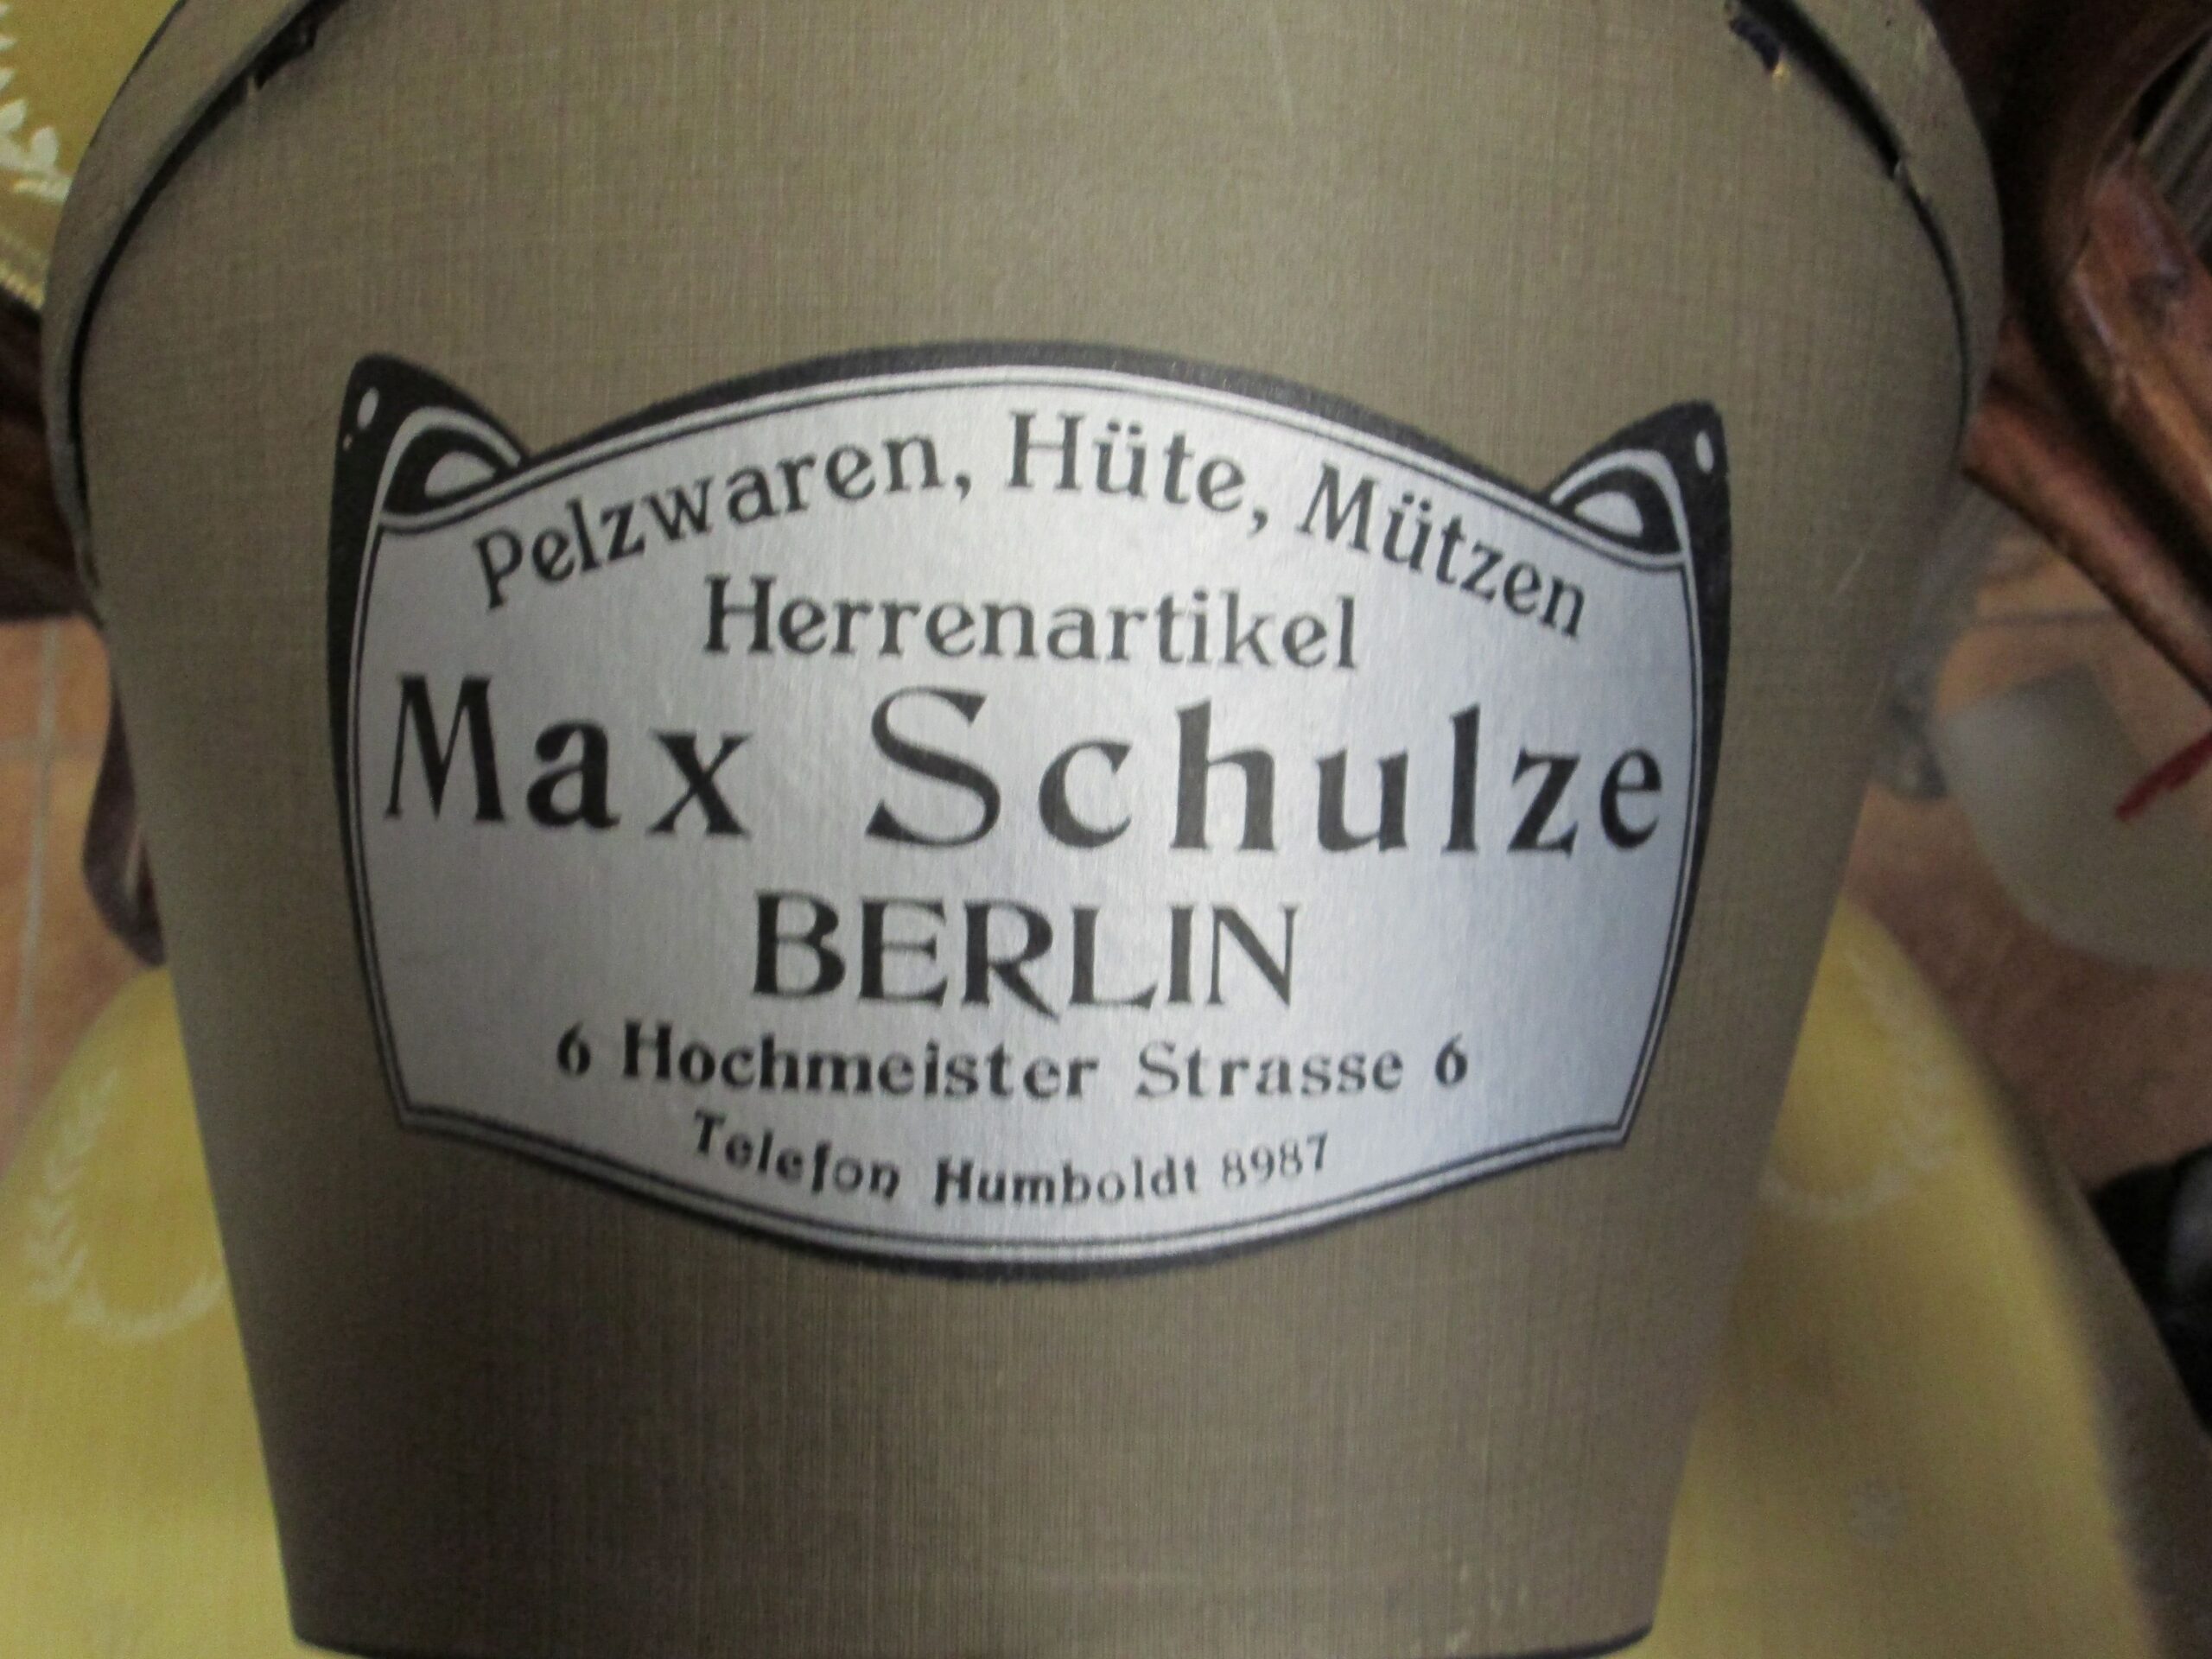 Pelzwaren, Hüte, Mützen
Herrenartikel
Max Schulze
BERLIN
6 Hochmeister Strasse 6
Telefon Humboldt 8987